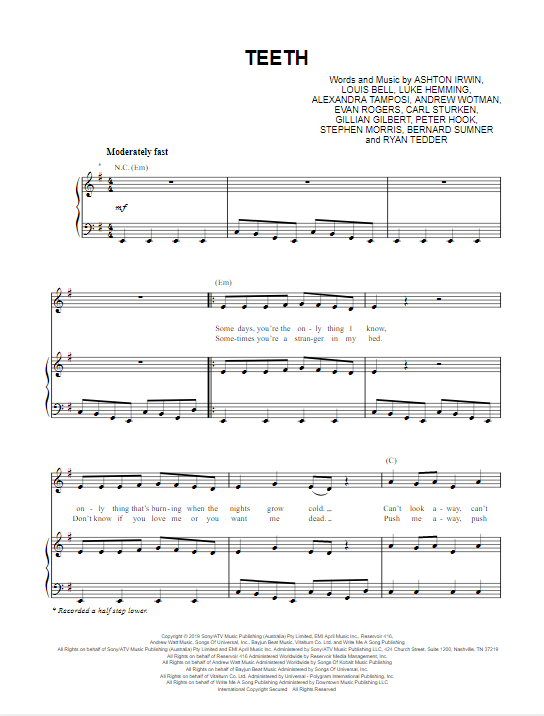 TEETH
Words and Music by ASHTON IRWIN,
LOUIS BELL, LUKE HEMMING,
ALEXANDRA TAMPOSI, ANDREW WOTMAN,
EVAN ROGERS, CARL STURKEN,
GILLIAN GILBERT, PETER HOOK,
STEPHEN MORRIS, BERNARD SUMNER
and RYAN TEDDER
Moderately fast
* N.C. (Em)
mf
(Em)
Some days, you're the on - ly thing I know,
Some-times you're a stran-ger in my bed.
(C)
on - ly thing that's burn-ing when the nights grow cold. _ Can't look a - way, can't
Don't know if you love me or you want me dead. _ Push me a - way, push
* Recorded a half step lower.
Copyright © 2019 Sony/ATV Music Publishing (Australia) Pty Limited, EMI April Music Inc., Reservoir 416,
Andrew Watt Music, Songs Of Universal, Inc., Bayjun Beat Music, Vitalturn Co. Ltd. and Write Me A Song Publishing
All Rights on behalf of Sony/ATV Music Publishing (Australia) Pty Limited and EMI April Music Inc. Administered by Sony/ATV Music Publishing LLC, 424 Church Street, Suite 1200, Nashville, TN 37219
All Rights on behalf of Reservoir 416 Administered Worldwide by Reservoir Media Management, Inc.
All Rights on behalf of Andrew Watt Music Administered Worldwide by Songs Of Kobalt Music Publishing
All Rights on behalf of Bayjun Beat Music Administered by Songs Of Universal, Inc.
All Rights on behalf of Vitalturn Co. Ltd. Administered by Universal - Polygram International Publishing, Inc.
All Rights on behalf of Write Me A Song Publishing Administered by Downtown Music Publishing LLC
International Copyright Secured All Rights Reserved